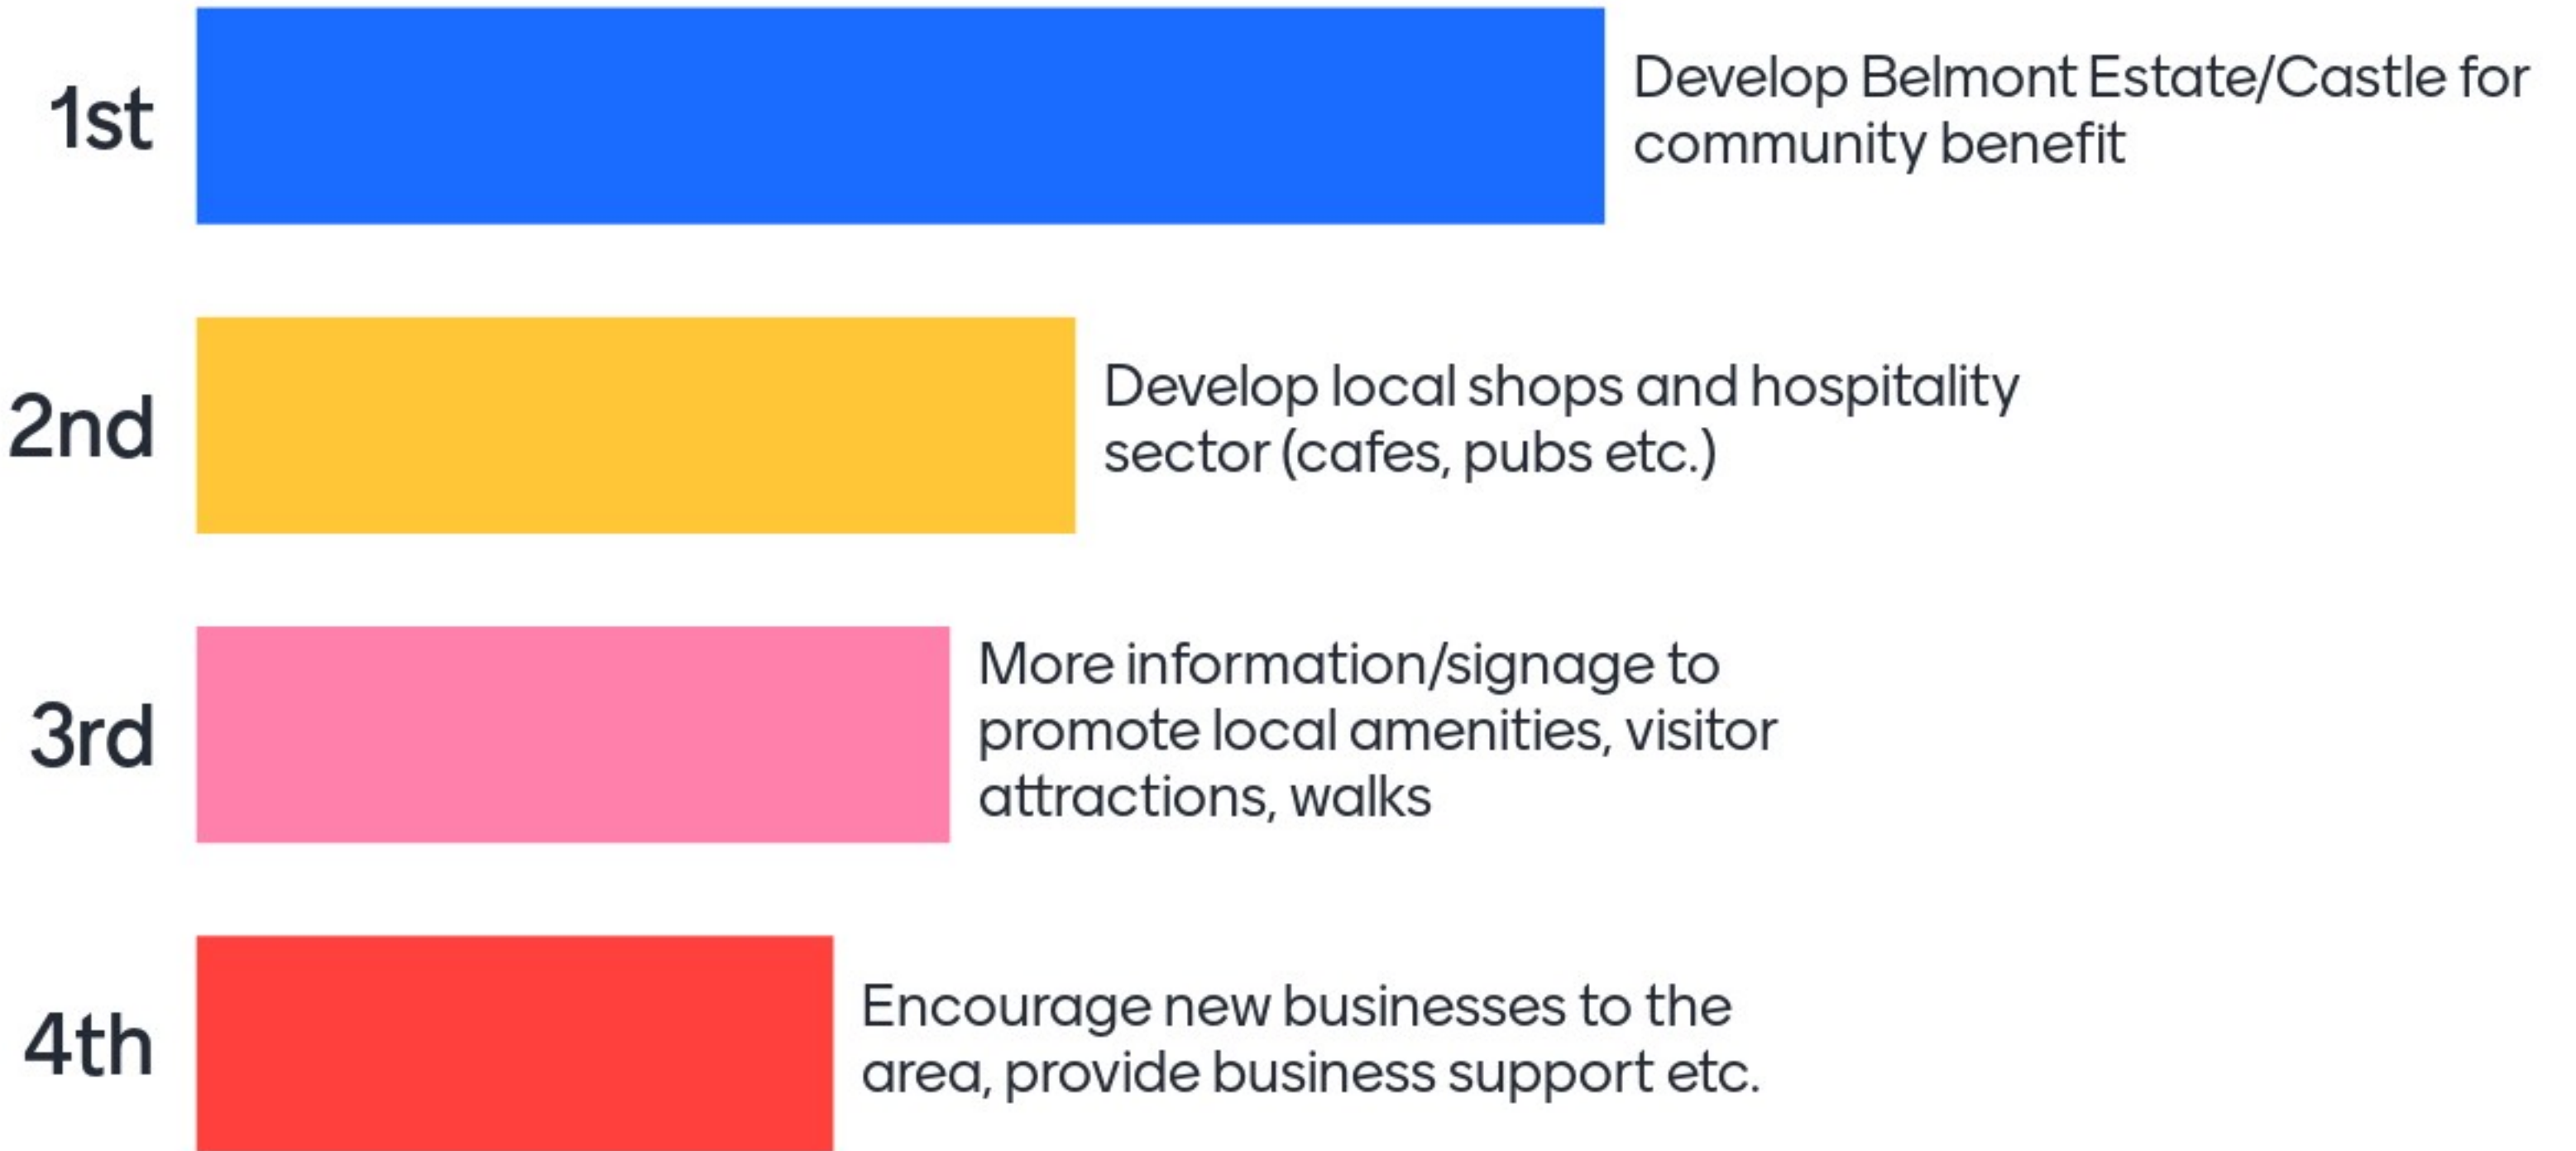 1st
Develop Belmont Estate/Castle for
community benefit
2nd
Develop local shops and hospitality
sector (cafes, pubs etc.)
3rd
More information/signage to
promote local amenities, visitor
attractions, walks
4th
Encourage new businesses to the
area, provide business support etc.